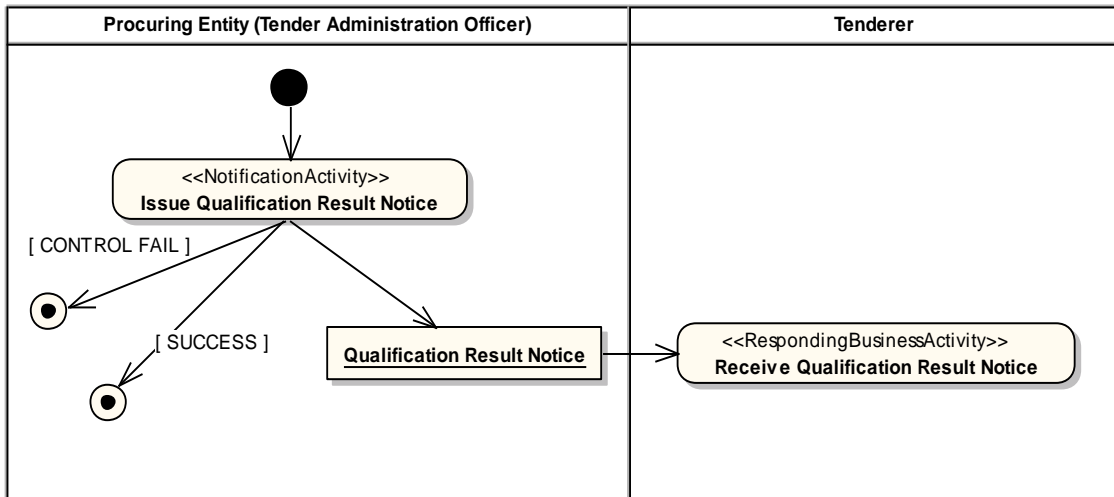 Procuring Entity (Tender Administration Officer)
Tenderer
<<NotificationActivity>>
Issue Qualification Result Notice
[ CONTROL FAIL ]
[ SUCCESS ]
Qualification Result Notice
<<RespondingBusinessActivity>>
Receive Qualification Result Notice